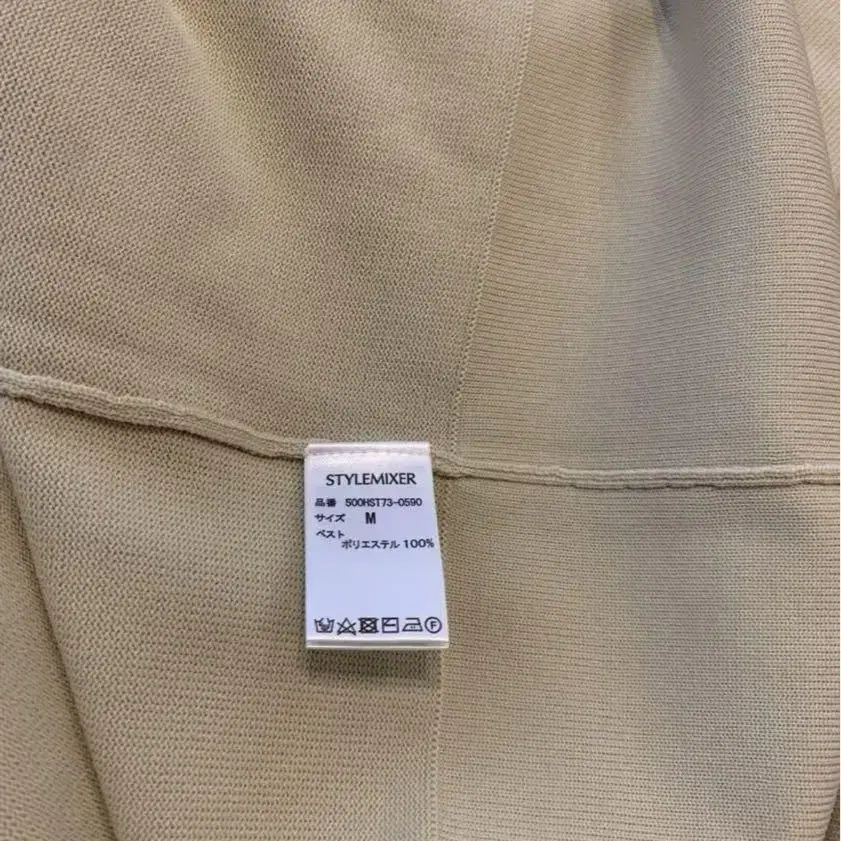 STYLEMIXER
品番 500HST73-0590
サイズ M
ベスト
ポリエステル 100%
F